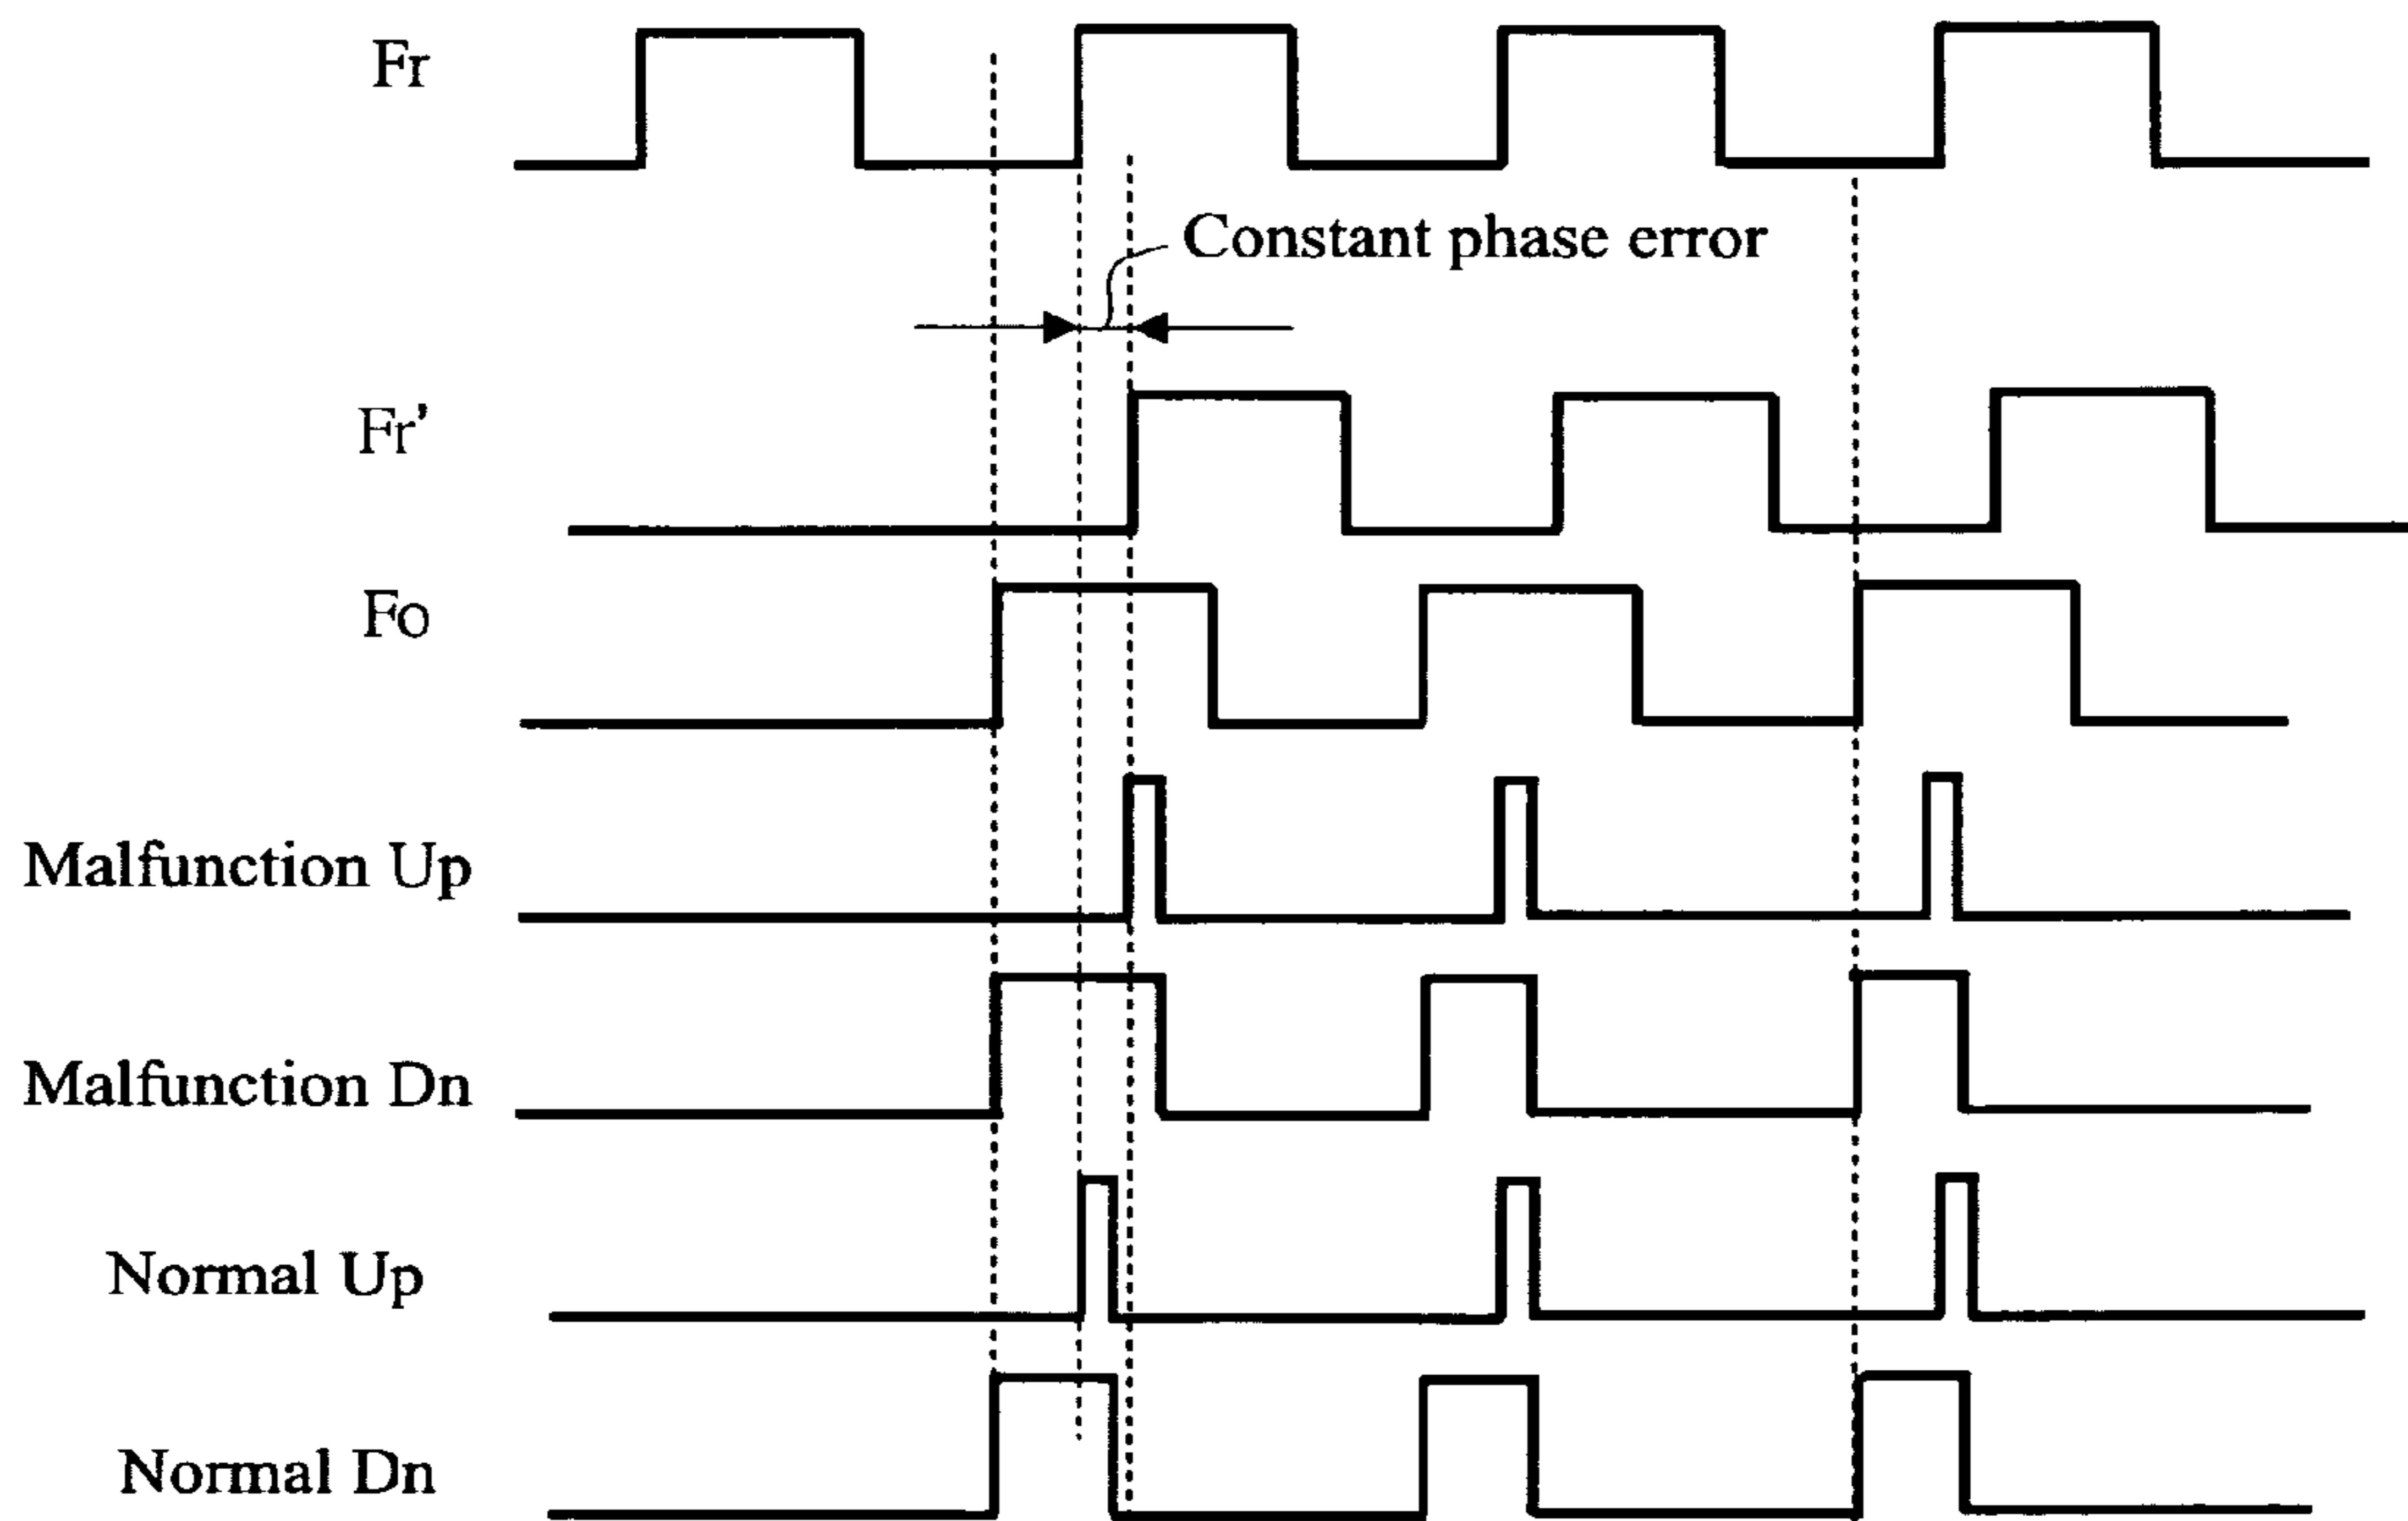 Fr
Constant phase error
Fr’
Fo
Malfunction Up
Malfunction Dn
Normal Up
Normal Dn